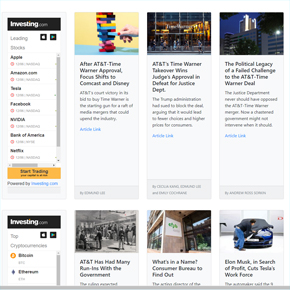 Investing.com
Leading
Stocks
Apple
Amazon.com
Tesla
Facebook
NVIDIA
Bank of America
Netflix
Start Trading
Powered by Investing.com
Investing.com
Top
Cryptocurrencies
Bitcoin
BTC
Ethereum
ETH
After AT&T-Time
Warner Approval,
Focus Shifts to
Comcast and Disney
AT&T's court victory in its
bid to buy Time Warner is
the starting gun for a raft of
media mergers that could
upend the industry.
Article Link
By EDMUND LEE
AT&T's Time Warner
Takeover Wins
Judge's Approval in
Defeat for Justice
Dept.
The Trump administration
had sued to block the deal,
arguing that it would lead
to fewer choices and higher
prices for consumers.
Article Link
By CECILIA KANG, EDMUND LEE
and EMILY COCHRANE
The Political Legacy
of a Failed Challenge
to the AT&T-Time
Warner Deal
The Justice Department
never should have opposed
the AT&T-Time Warner
merger. Now a chastened
government might not
intervene when it should.
Article Link
By ANDREW ROSS SORKIN
AT&T Has Had Many
Run-Ins With the
Government
The ruling expected
What's in a Name?
Consumer Bureau to
Find Out
The acting director of the
Elon Musk, in Search
of Profit, Cuts Tesla's
Work Force
The automaker said the 9